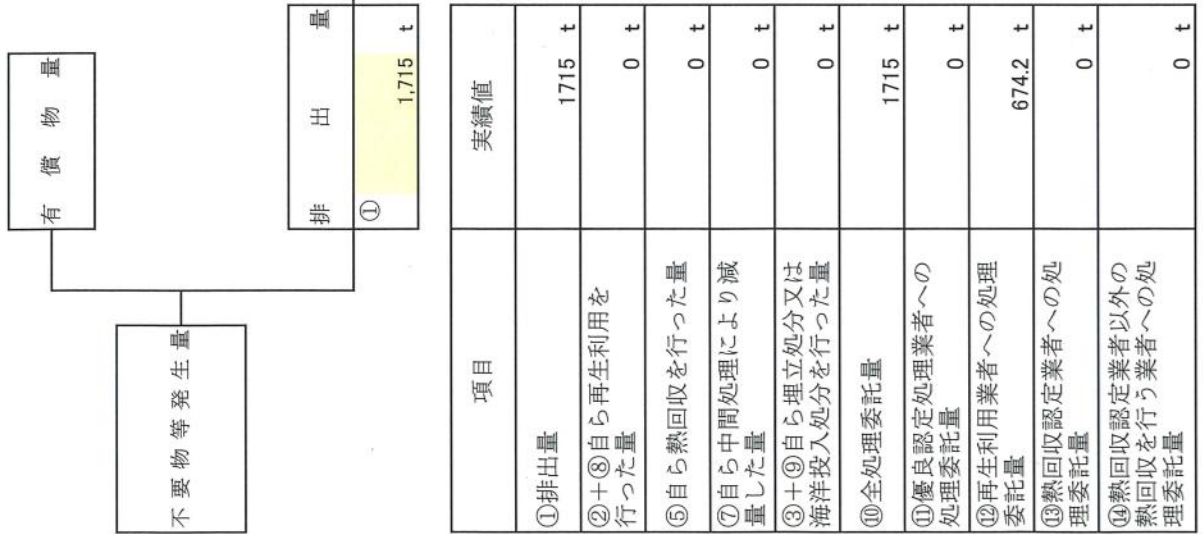 有償物量
不要物等発生量
排出量
① 1,715 t
項目 実績値
①排出量 1715 t
②+⑧自ら再生利用を
行った量 0 t
⑤自ら熱回収を行った量 0 t
⑦自ら中間処理により減
量した量 0 t
③+⑨自ら埋立処分又は
海洋投入処分を行った量 0 t
⑩全処理委託量 1715 t
⑪優良認定処理業者への
処理委託量 0 t
⑫再生利用業者への処理
委託量 674.2 t
⑬熱回収認定業者への処
理委託量 0 t
⑭熱回収認定業者以外の
熱回収を行う業者への処
理委託量 0 t